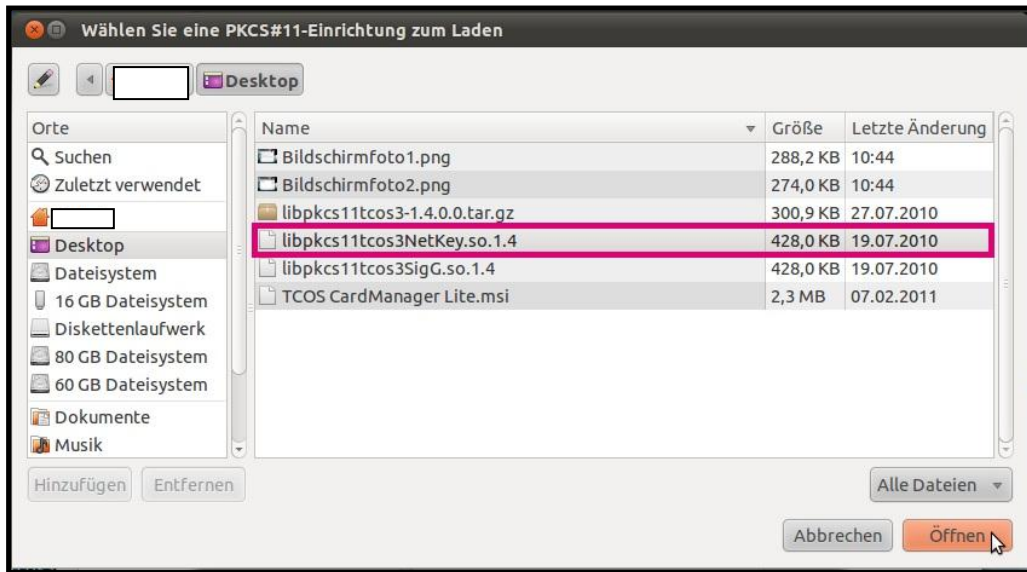 Wählen Sie eine PKCS#11-Einrichtung zum Laden
Desktop
Orte
Suchen
Zuletzt verwendet
Desktop
Dateisystem
16 GB Dateisystem
Diskettenlaufwerk
80 GB Dateisystem
60 GB Dateisystem
Dokumente
Musik
Name Größe Letzte Änderung
Bildschirmfoto1.png 288,2 KB 10:44
Bildschirmfoto2.png 274,0 KB 10:44
libpkcs11tcos3-1.4.0.0.tar.gz 300,9 KB 27.07.2010
libpkcs11tcos3NetKey.so.1.4 428,0 KB 19.07.2010
libpkcs11tcos3SigG.so.1.4 428,0 KB 19.07.2010
TCOS CardManager Lite.msi 2,3 MB 07.02.2011
Hinzufügen Entfernen
Alle Dateien
Abbrechen Öffnen